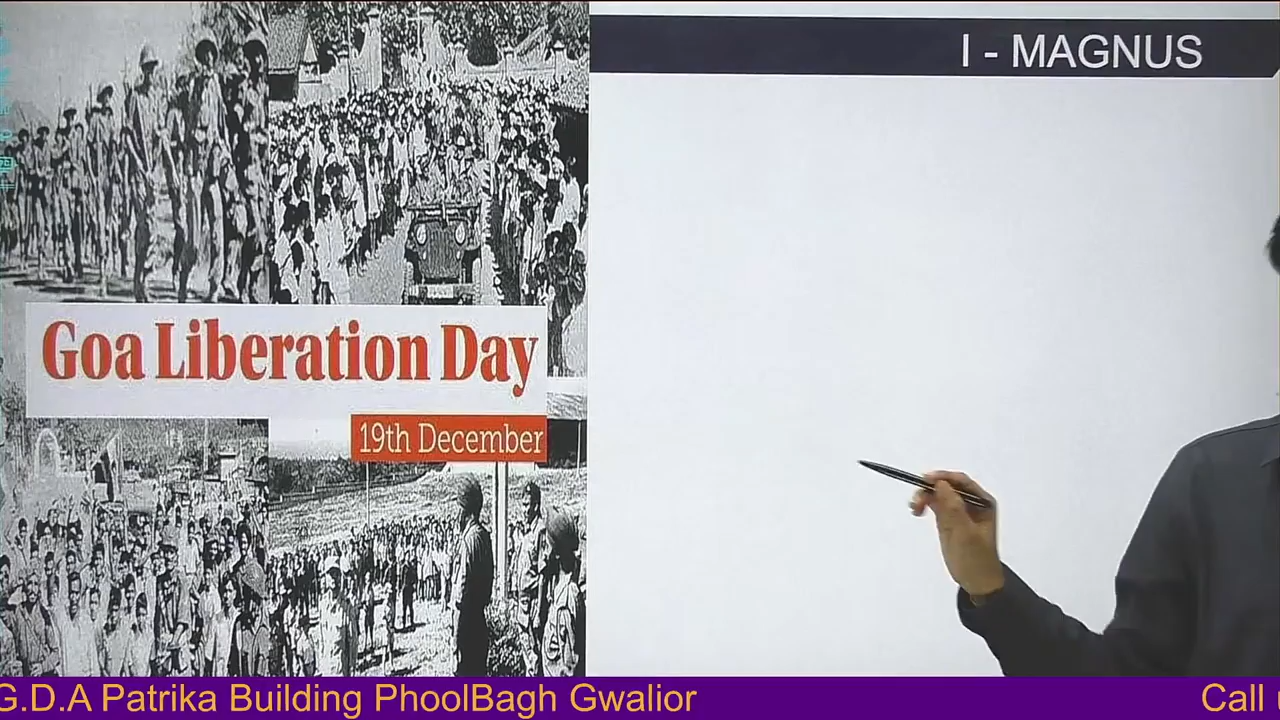 I - MAGNUS
Goa Liberation Day
19th December
G.D.A Patrika Building PhoolBagh Gwalior
Call